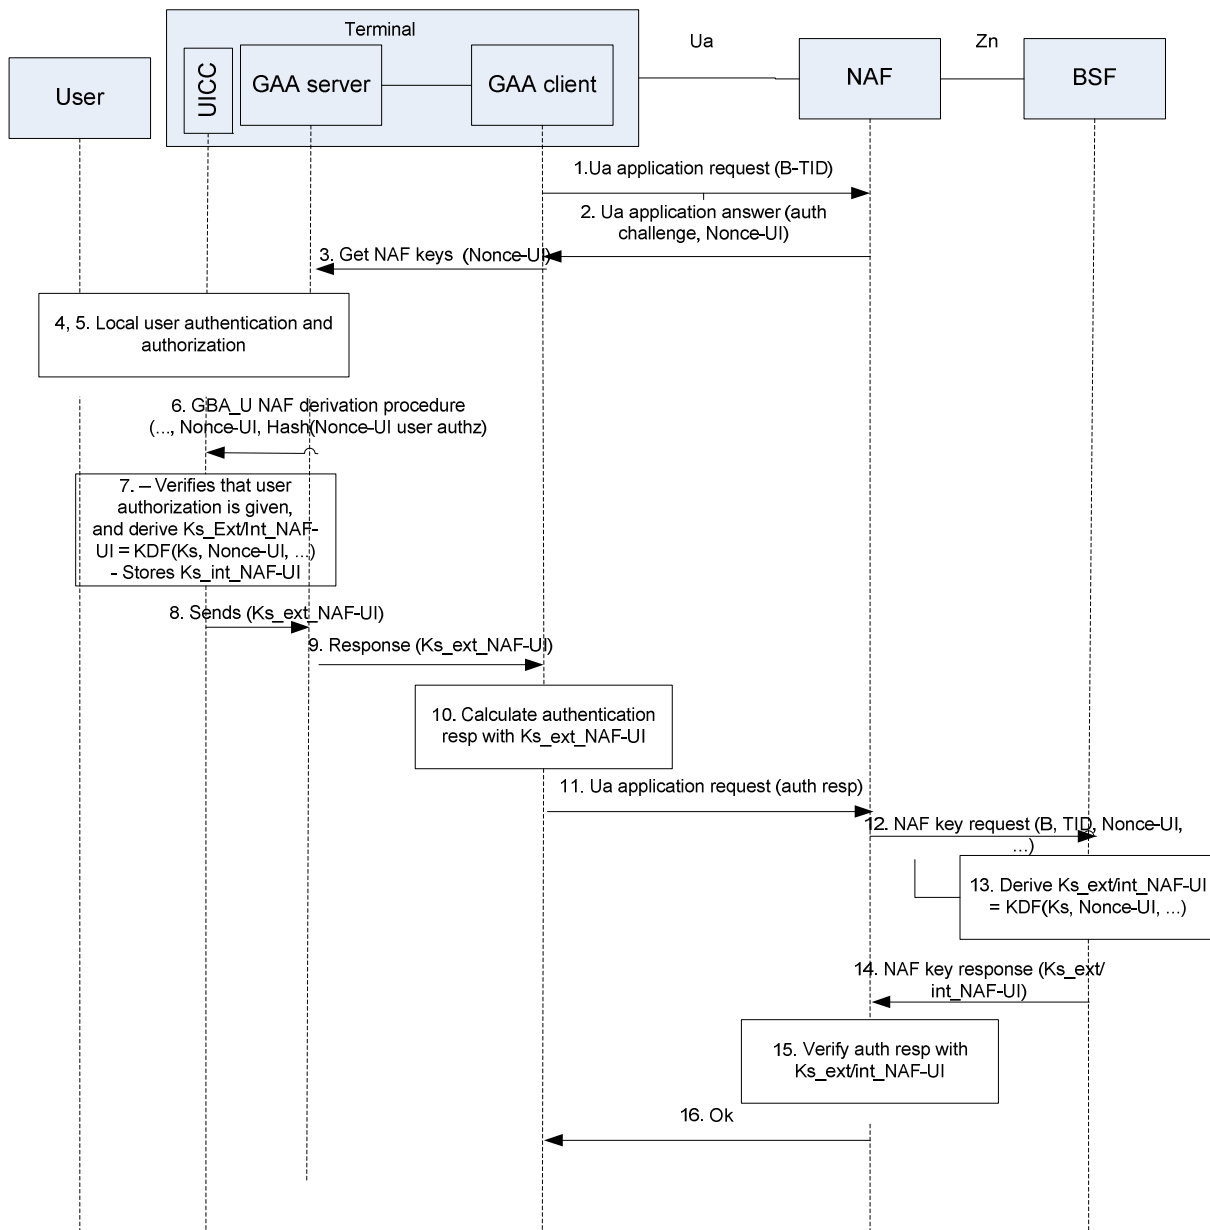 Terminal
Ua
Zn
User
UICC
GAA server
GAA client
NAF
BSF
1.Ua application request (B-TID)
2. Ua application answer (auth
challenge, Nonce-UI)
3. Get NAF keys (Nonce-UI)
4, 5. Local user authentication and
authorization
6. GBA_U NAF derivation procedure
(..., Nonce-UI, Hash(Nonce-UI user authz)
7. – Verifies that user
authorization is given,
and derive Ks_Ext/Int_NAF-
UI = KDF(Ks, Nonce-UI, ...)
- Stores Ks_int_NAF-UI
8. Sends (Ks_ext_NAF-UI)
9. Response (Ks_ext_NAF-UI)
10. Calculate authentication
resp with Ks_ext_NAF-UI
11. Ua application request (auth resp)
12. NAF key request (B, TID, Nonce-UI,
...)
13. Derive Ks_ext/int_NAF-UI
= KDF(Ks, Nonce-UI, ...)
14. NAF key response (Ks_ext/
int_NAF-UI)
15. Verify auth resp with
Ks_ext/int_NAF-UI
16. Ok